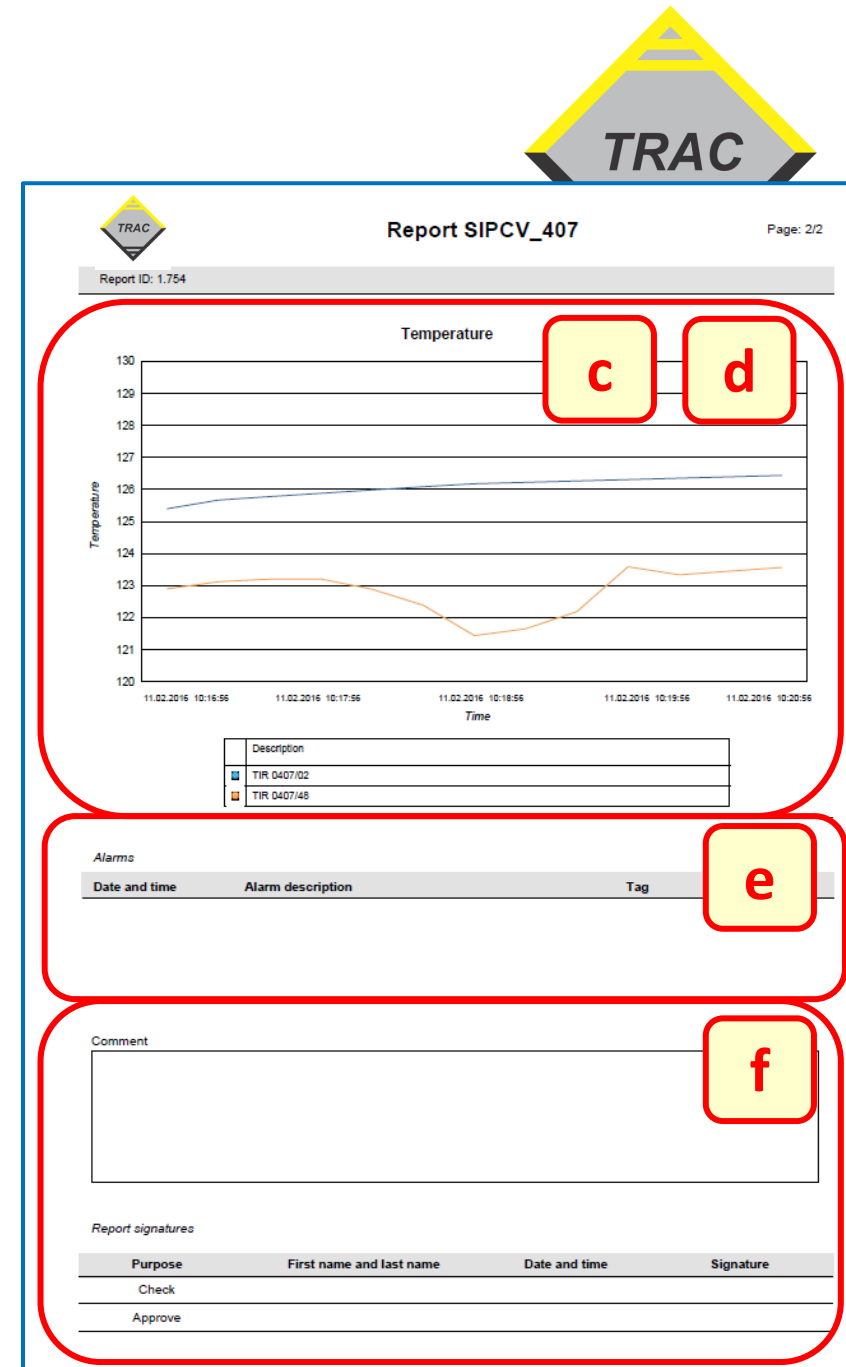 TRAC
TRAC
Report SIPCV_407
Page: 2/2
Report ID: 1.754
Temperature
c
d
130
129
128
127
126
125
124
123
122
121
120
Temperature
11.02.2016 10:16:56
11.02.2016 10:17:56
11.02.2016 10:18:56
11.02.2016 10:19:56
11.02.2016 10:20:56
Time
Description
TIR 0407/02
TIR 0407/48
Alarms
Date and time Alarm description Tag
e
Comment
f
Report signatures
Purpose First name and last name Date and time Signature
Check
Approve